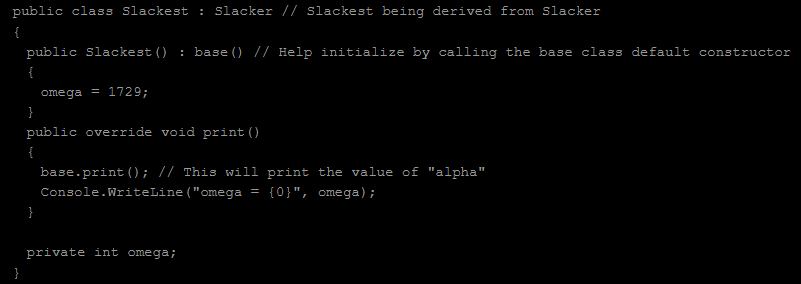 public class Slackest : Slacker // Slackest being derived from Slacker
{
public Slackest() : base() // Help initialize by calling the base class default constructor
{
omega = 1729;
}
public override void print()
{
base.print(); // This will print the value of "alpha"
Console.WriteLine("omega = {0}", omega);
}
private int omega;
}